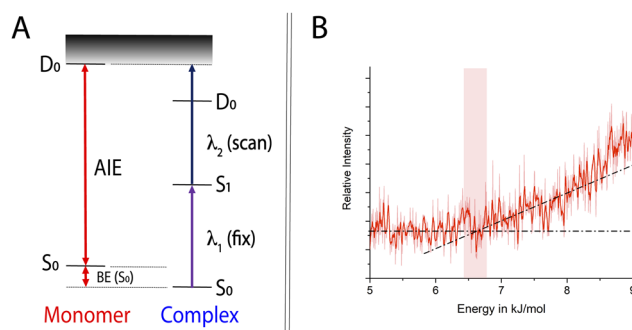 A
D₀
D₀
AIE
λ₂ (scan)
S₁
λ₁ (fix)
S₀
BE (S₀)
S₀
Monomer
Complex
B
Relative Intensity
5
6
7
8
9
Energy in kJ/mol